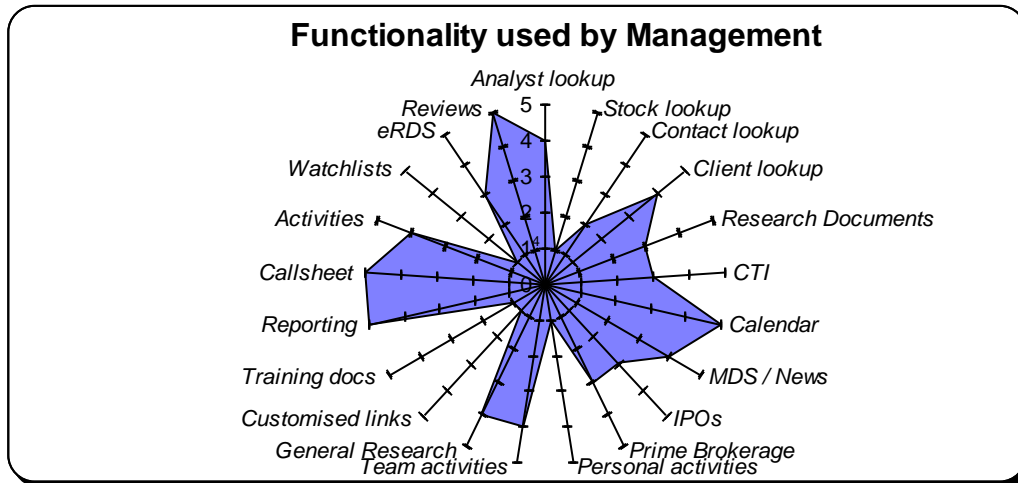 Functionality used by Management
Analyst lookup
Reviews
5
Stock lookup
eRDS
Contact lookup
4
Watchlists
3
Client lookup
2
Activities
Research Documents
1
4
Callsheet
CTI
0
Reporting
Calendar
Training docs
MDS / News
Customised links
IPOs
General Research
Prime Brokerage
Team activities
Personal activities